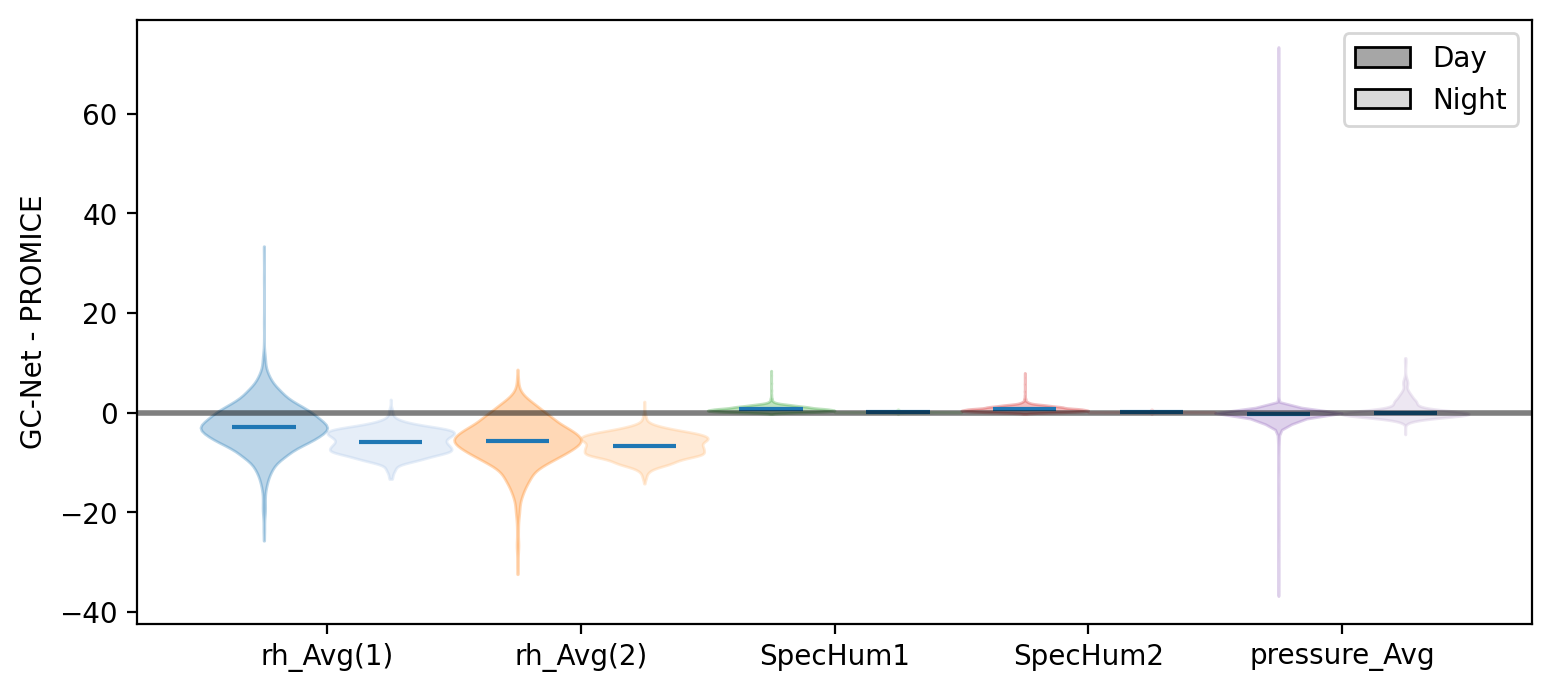 GC-Net - PROMICE
60
40
20
0
−20
−40
Day
Night
rh_Avg(1)
rh_Avg(2)
SpecHum1
SpecHum2
pressure_Avg